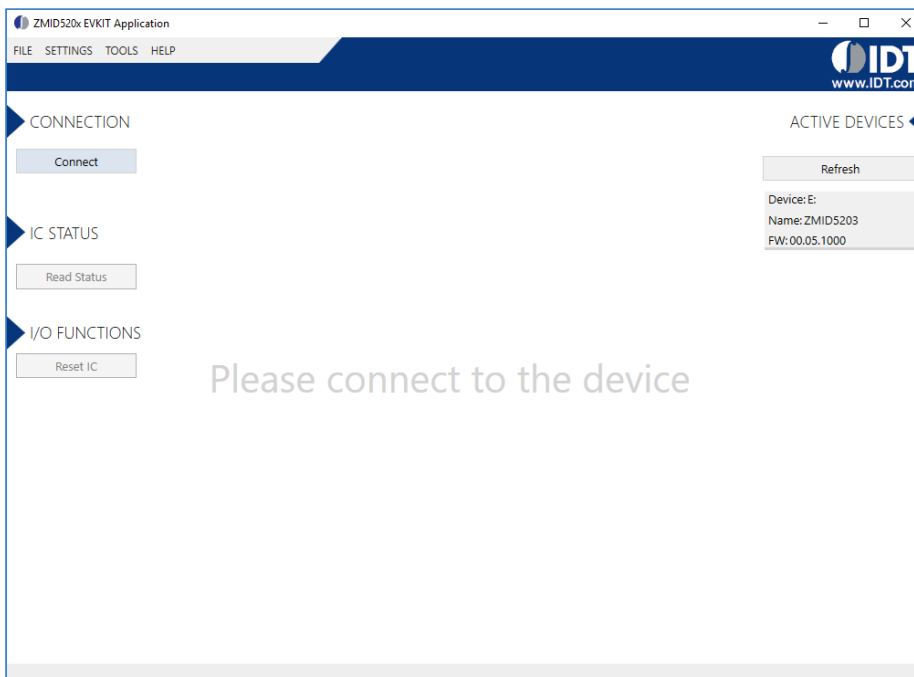 ZMID520x EVKIT Application
FILE SETTINGS TOOLS HELP
IDT
www.IDT.com
CONNECTION
Connect
IC STATUS
Read Status
I/O FUNCTIONS
Reset IC
Please connect to the device
ACTIVE DEVICES
Refresh
Device: E:
Name: ZMID5203
FW: 00.05.1000